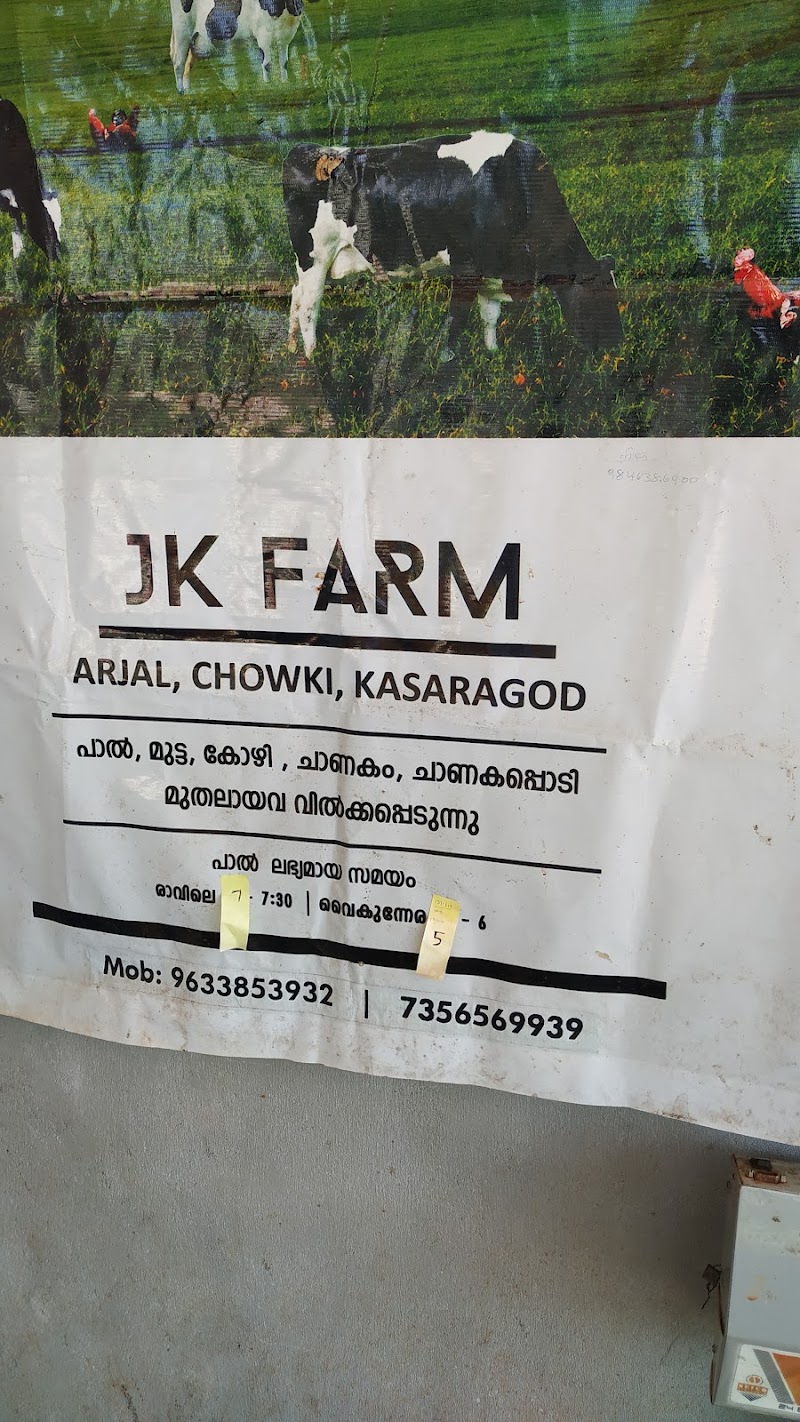 JK FARM
ARJAL, CHOWKI, KASARAGOD
പാൽ, മുട്ട, കോഴി , ചാണകം, ചാണകപ്പൊടി
മുതലായവ വിൽക്കപ്പെടുന്നു
പാൽ ലഭ്യമായ സമയം
രാവിലെ 7 - 7:30 | വൈകുന്നേരം 5 - 6
Mob: 9633853932 | 7356569939